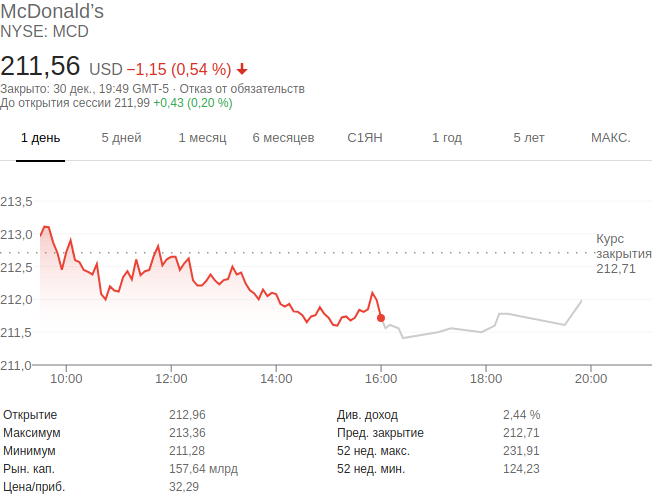 McDonald’s
NYSE: MCD
211,56 USD −1,15 (0,54 %)
Закрыто: 30 дек., 19:49 GMT-5 · Отказ от обязательств
До открытия сессии 211,99 +0,43 (0,20 %)
1 день 5 дней 1 месяц 6 месяцев С1ЯН 1 год 5 лет МАКС.
213,5
213,0
Курс
закрытия
212,71
212,5
212,0
211,5
211,0
10:00 12:00 14:00 16:00 18:00 20:00
Открытие 212,96 Див. доход 2,44 %
Максимум 213,36 Пред. закрытие 212,71
Минимум 211,28 52 нед. макс. 231,91
Рын. кап. 157,64 млрд 52 нед. мин. 124,23
Цена/приб. 32,29